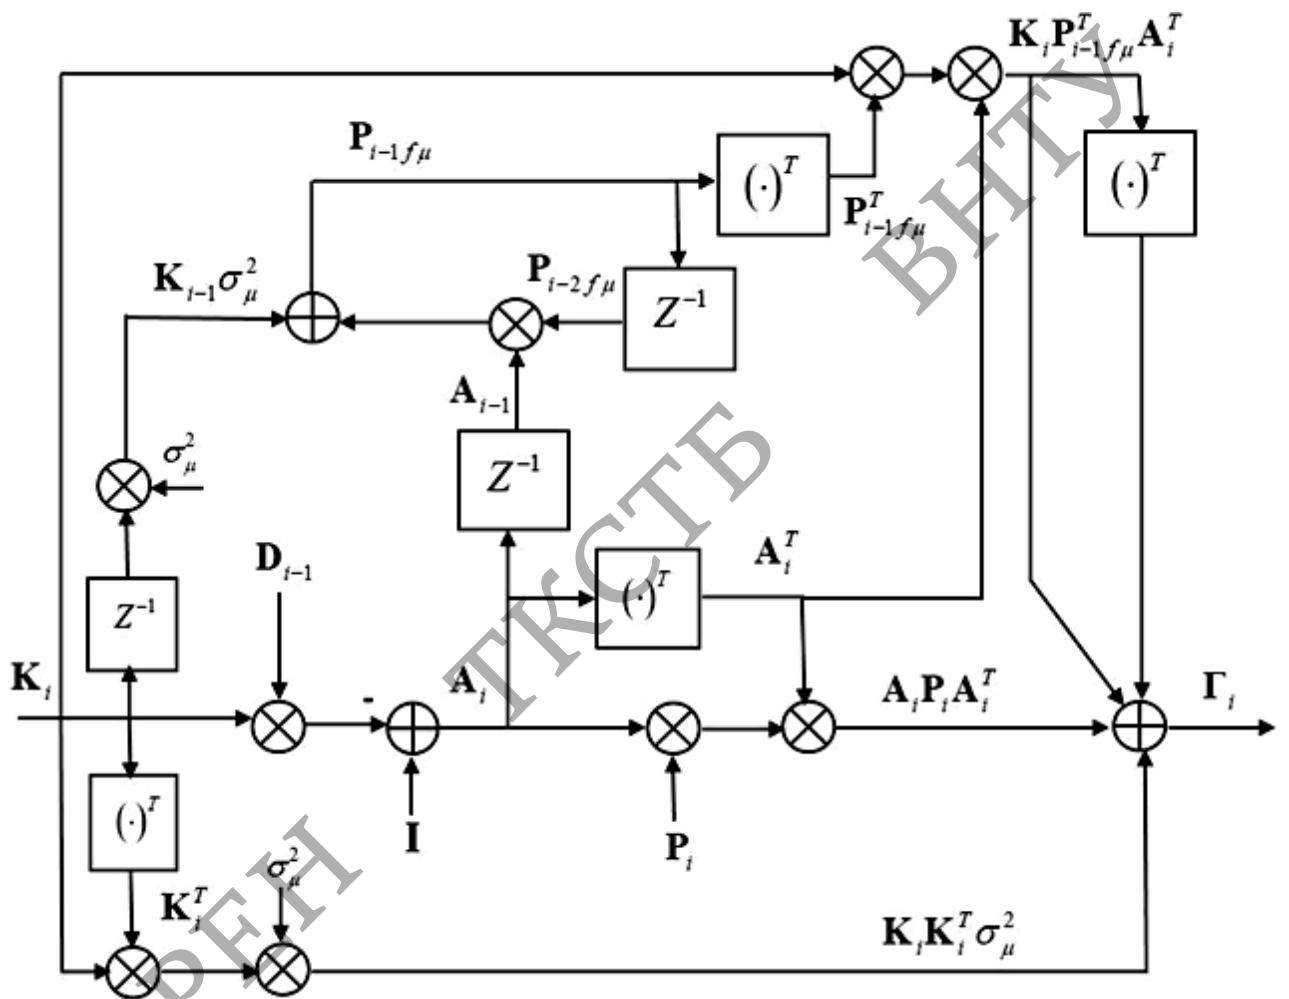 K_i P^T_{i-1fμ} A^T_i
P_{i-1fμ}
(·)^T
(·)^T
P^T_{i-1fμ}
ВНТУ
K_{i-1}σ^2_μ
P_{i-2fμ}
Z^{-1}
A_{i-1}
σ^2_μ
Z^{-1}
ТКСТБ
D_{i-1}
(·)^T
A^T_i
Z^{-1}
K_i
-
A_i
A_i P_i A^T_i
Γ_i
(·)^T
I
P_i
σ^2_μ
K^T_i
K_i K^T_i σ^2_μ
РЕН